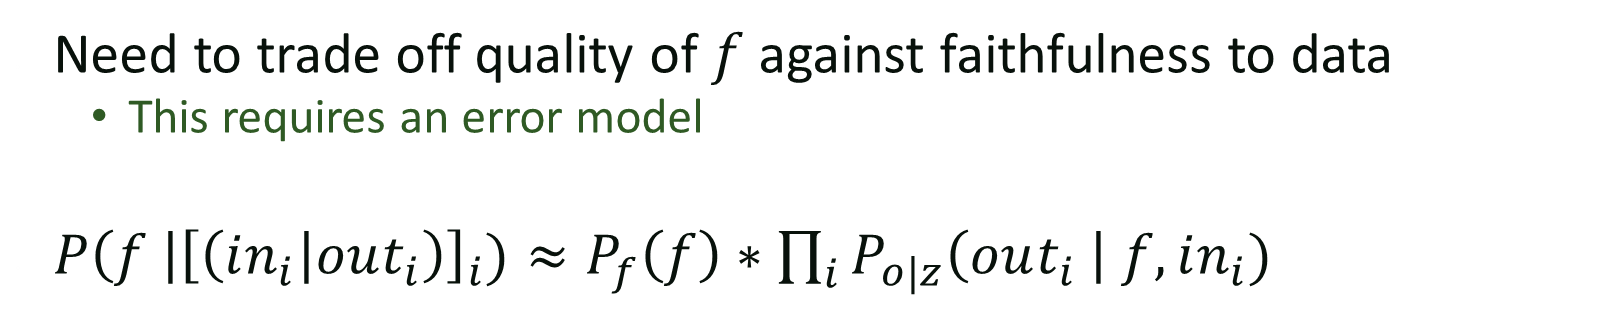 Need to trade off quality of 𝑓 against faithfulness to data
• This requires an error model
𝑃(𝑓 |[(𝑖𝑛ᵢ|𝑜𝑢𝑡ᵢ)]ᵢ) ≈ 𝑃_𝑓(𝑓) ∗ ∏ᵢ 𝑃_{𝑜|𝑧}(𝑜𝑢𝑡ᵢ | 𝑓, 𝑖𝑛ᵢ)